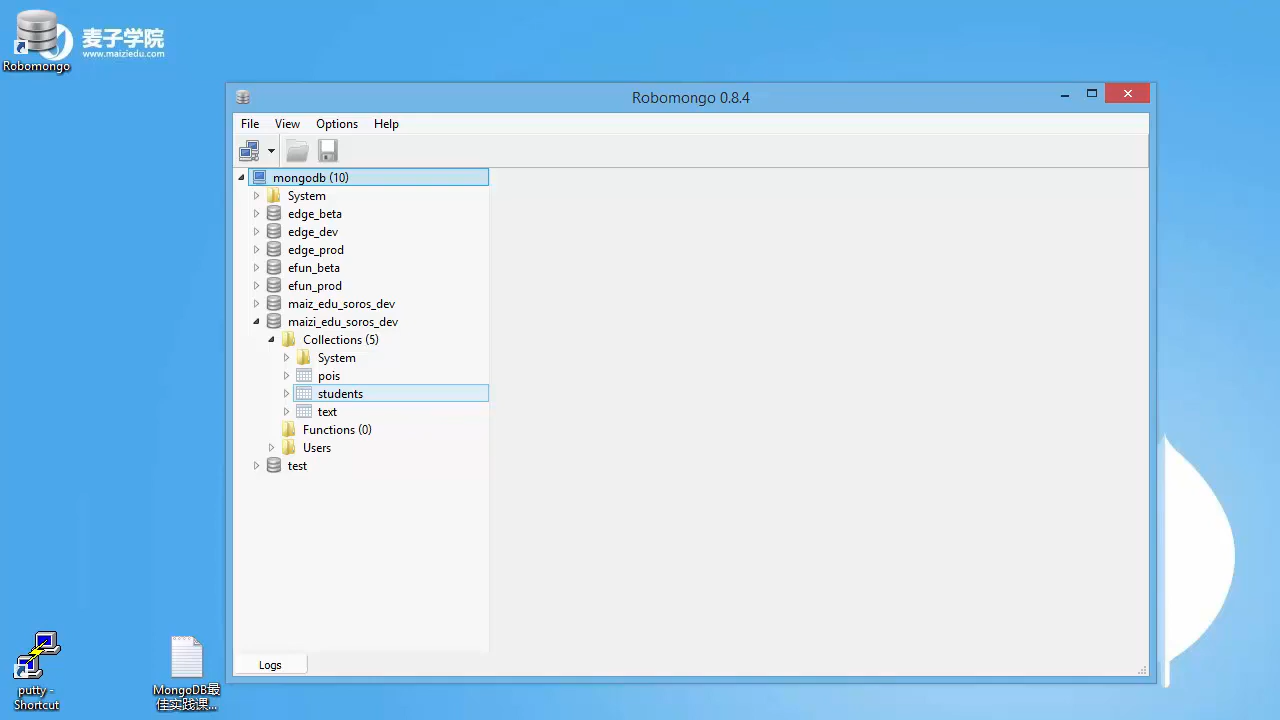 麦子学院
www.maiziedu.com
Robomongo
Robomongo 0.8.4
File View Options Help
mongodb (10)
System
edge_beta
edge_dev
edge_prod
efun_beta
efun_prod
maiz_edu_soros_dev
maizi_edu_soros_dev
Collections (5)
System
pois
students
text
Functions (0)
Users
test
Logs
putty -
Shortcut
MongoDB最
佳实践课...